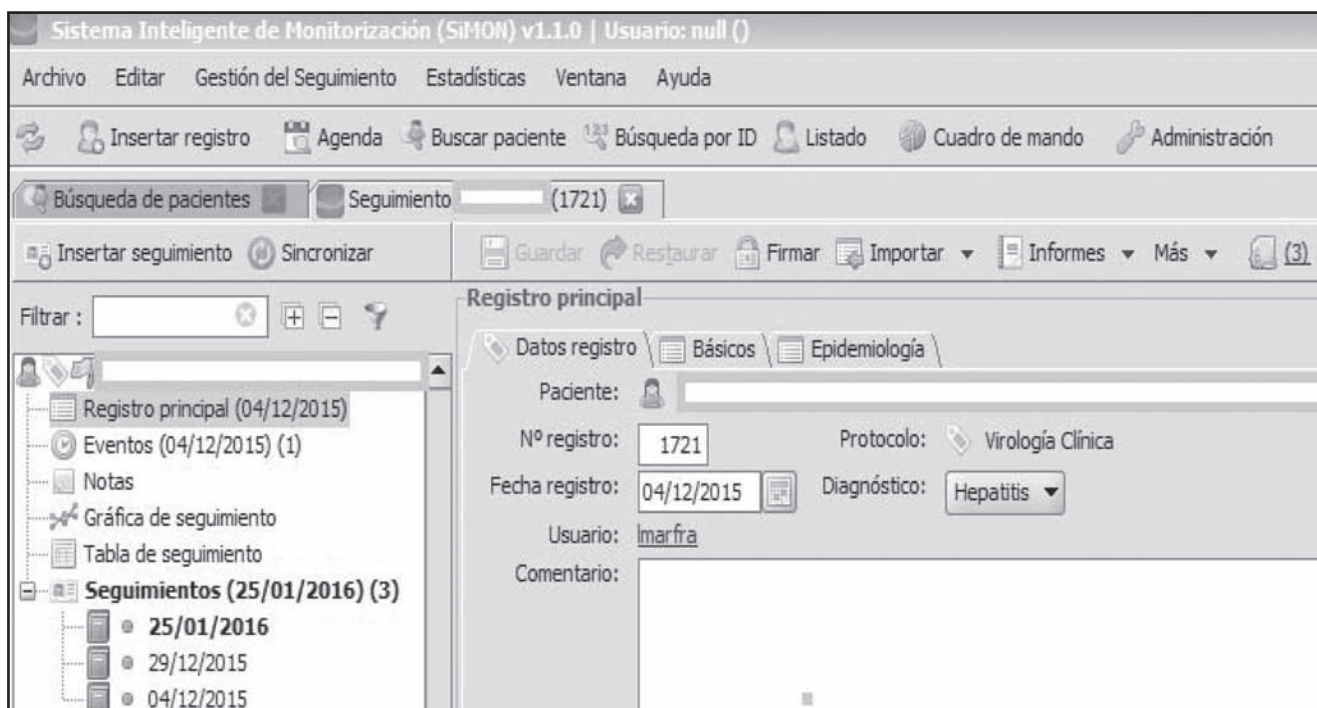 Sistema Inteligente de Monitorización (SiMON) v1.1.0 | Usuario: null ()
Archivo Editar Gestión del Seguimiento Estadísticas Ventana Ayuda
Insertar registro Agenda Buscar paciente 123 Búsqueda por ID Listado Cuadro de mando Administración
Búsqueda de pacientes Seguimiento (1721)
Insertar seguimiento Sincronizar Guardar Restaurar Firmar Importar Informes Más (3)
Filtrar :
Registro principal (04/12/2015)
Eventos (04/12/2015) (1)
Notas
Gráfica de seguimiento
Tabla de seguimiento
Seguimientos (25/01/2016) (3)
25/01/2016
29/12/2015
04/12/2015
Registro principal
Datos registro Básicos Epidemiología
Paciente:
Nº registro: 1721 Protocolo: Virología Clínica
Fecha registro: 04/12/2015 Diagnóstico: Hepatitis
Usuario: lmarfra
Comentario: